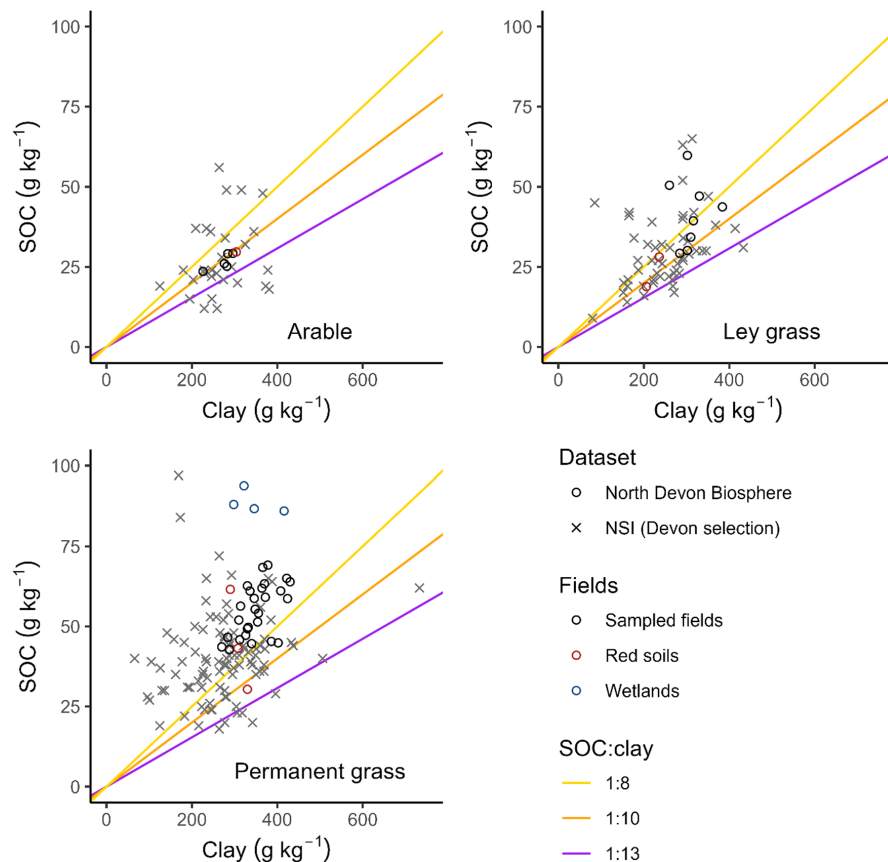 100
75
50
25
0
SOC (g kg⁻¹)
Arable
0 200 400 600
Clay (g kg⁻¹)
100
75
50
25
0
SOC (g kg⁻¹)
Ley grass
0 200 400 600
Clay (g kg⁻¹)
100
75
50
25
0
SOC (g kg⁻¹)
Permanent grass
0 200 400 600
Clay (g kg⁻¹)
Dataset
North Devon Biosphere
NSI (Devon selection)
Fields
Sampled fields
Red soils
Wetlands
SOC:clay
1:8
1:10
1:13